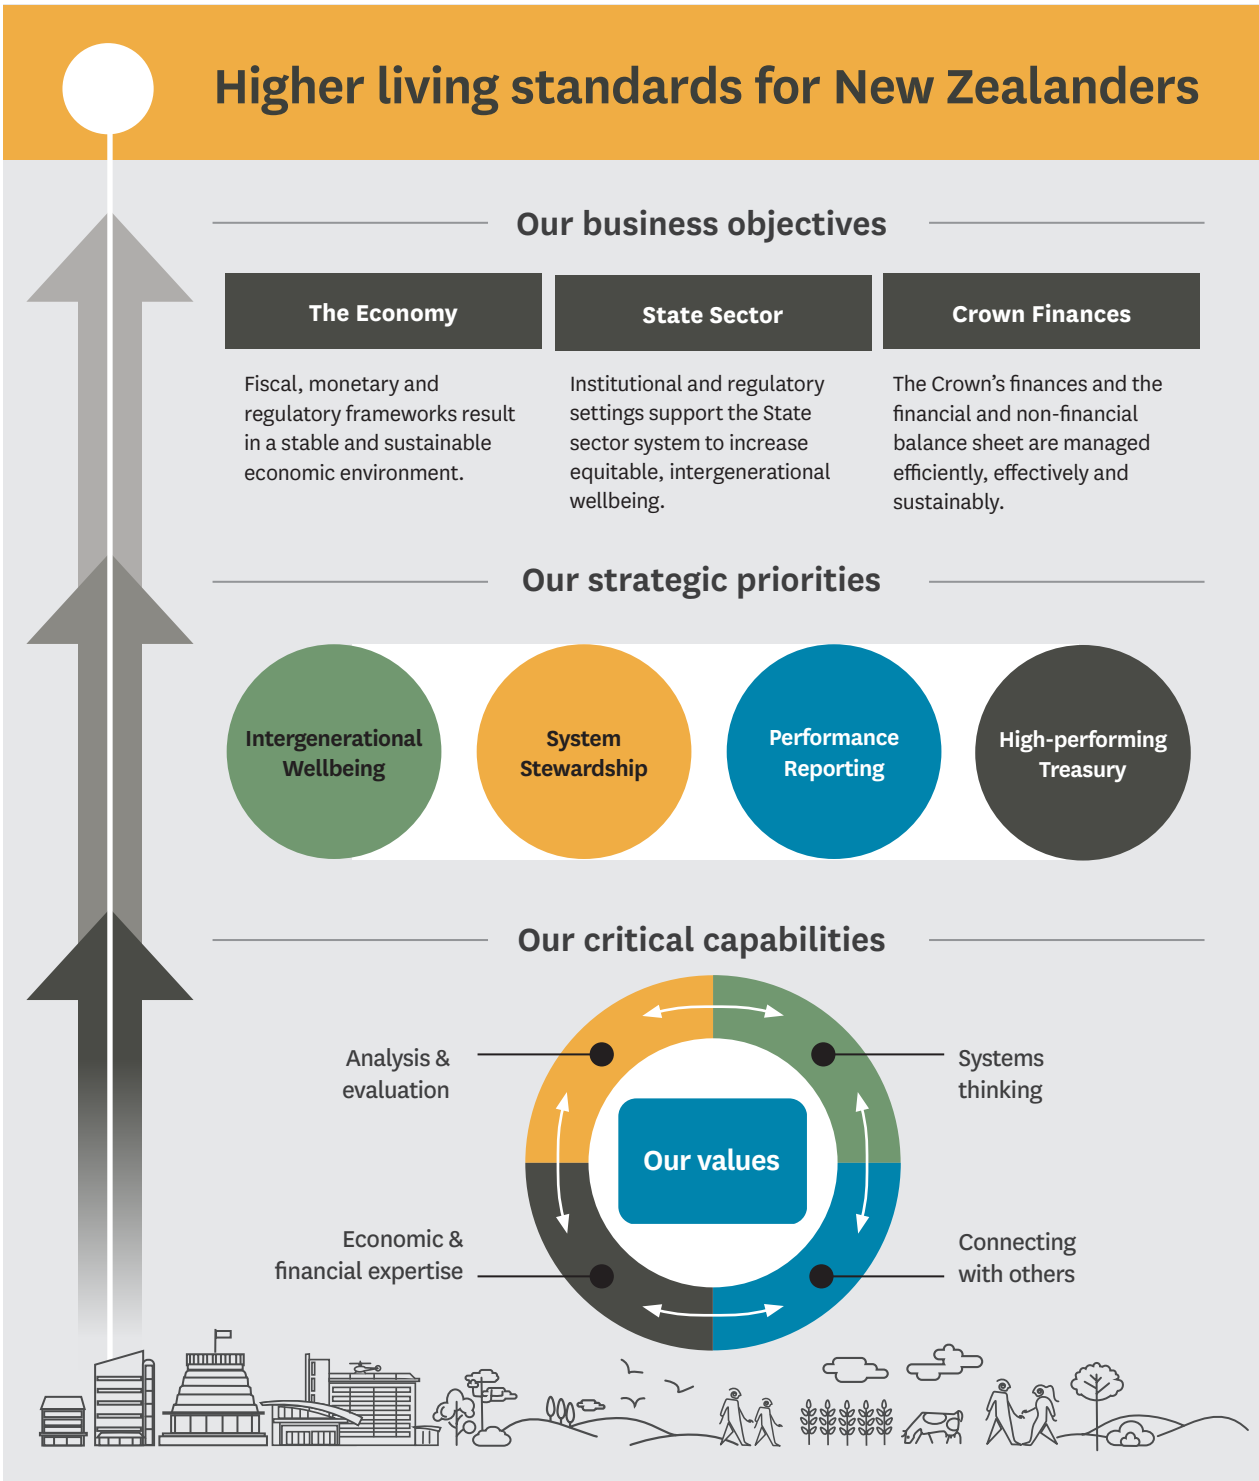 Higher living standards for New Zealanders
Our business objectives
The Economy
Fiscal, monetary and
regulatory frameworks result
in a stable and sustainable
economic environment.
State Sector
Institutional and regulatory
settings support the State
sector system to increase
equitable, intergenerational
wellbeing.
Crown Finances
The Crown’s finances and the
financial and non-financial
balance sheet are managed
efficiently, effectively and
sustainably.
Our strategic priorities
Intergenerational
Wellbeing
System
Stewardship
Performance
Reporting
High-performing
Treasury
Our critical capabilities
Analysis &
evaluation
Systems
thinking
Our values
Economic &
financial expertise
Connecting
with others